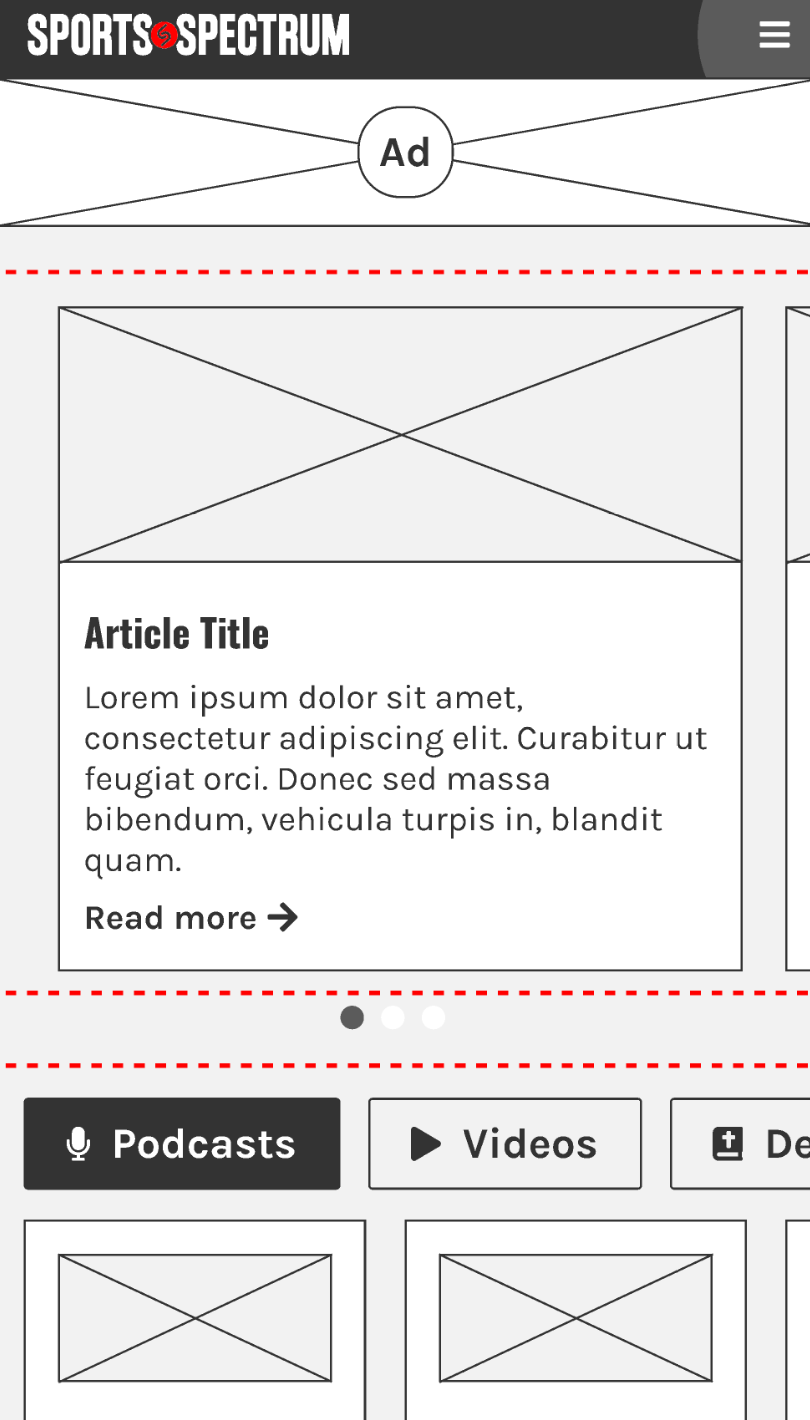 SPORTS SPECTRUM
Ad
Article Title
Lorem ipsum dolor sit amet,
consectetur adipiscing elit. Curabitur ut
feugiat orci. Donec sed massa
bibendum, vehicula turpis in, blandit
quam.
Read more
Podcasts
Videos
De